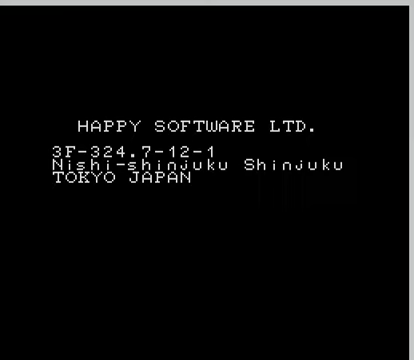 HAPPY SOFTWARE LTD.
3F-324.7-12-1
Nishi-shinjuku Shinjuku
TOKYO JAPAN